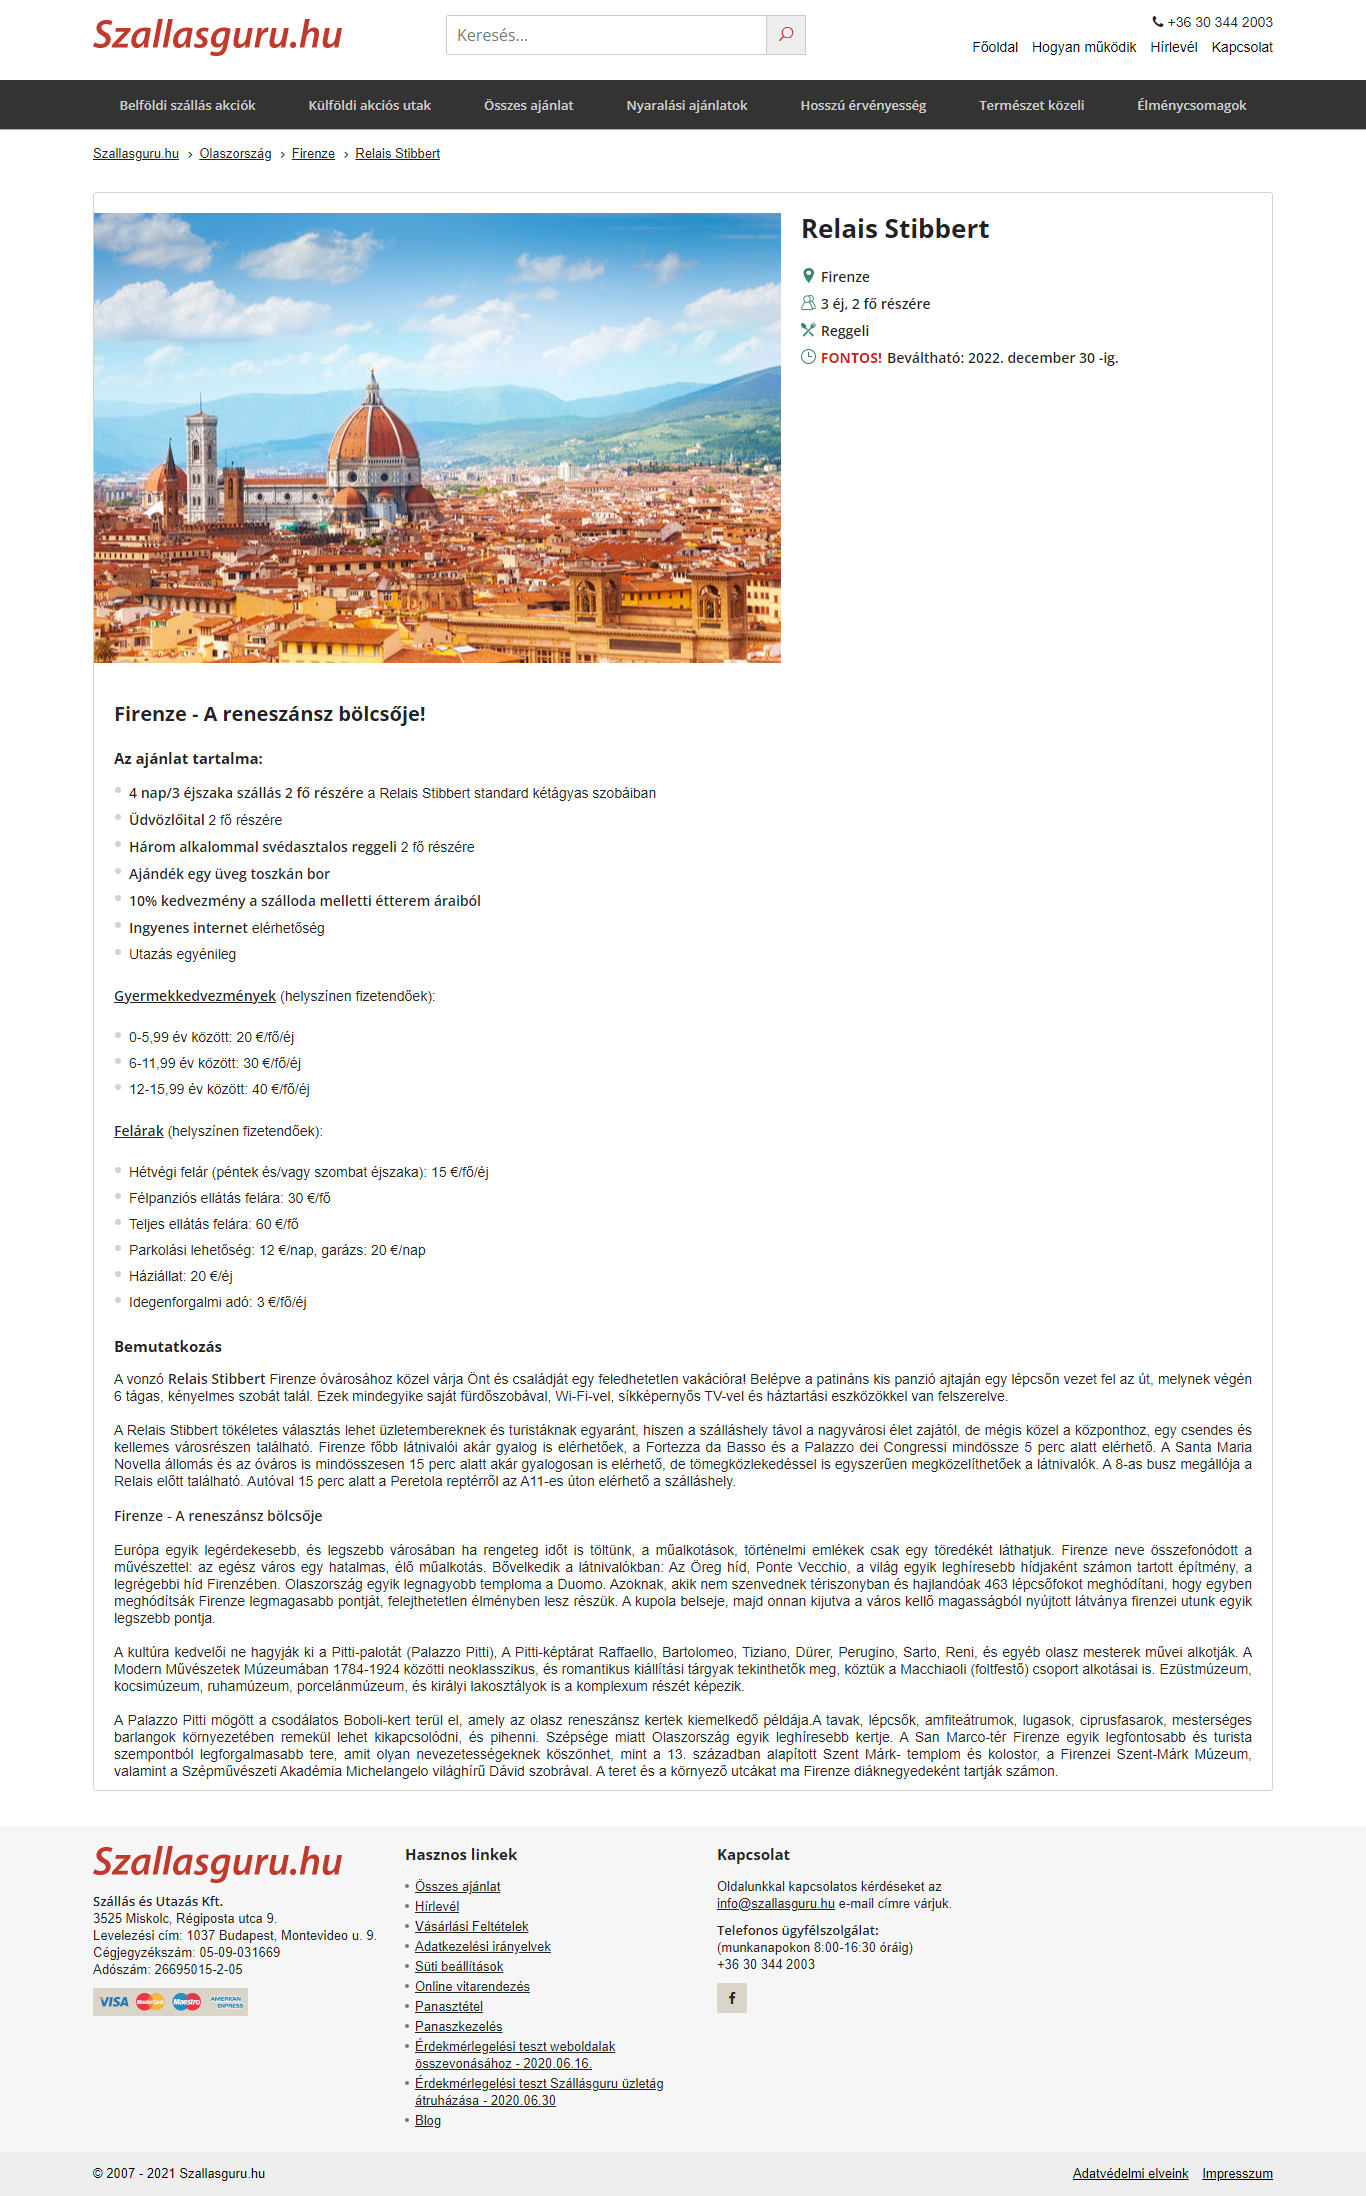 Szallasguru.hu
Keresés...
+36 30 344 2003
Főoldal Hogyan működik Hírlevél Kapcsolat
Belföldi szállás akciók Külföldi akciós utak Összes ajánlat Nyaralási ajánlatok Hosszú érvényesség Természet közeli Élménycsomagok
Szallasguru.hu › Olaszország › Firenze › Relais Stibbert
Relais Stibbert
Firenze
3 éj, 2 fő részére
Reggeli
FONTOS! Beváltható: 2022. december 30 -ig.
Firenze - A reneszánsz bölcsője!
Az ajánlat tartalma:
4 nap/3 éjszaka szállás 2 fő részére a Relais Stibbert standard kétágyas szobáiban
Üdvözlőital 2 fő részére
Három alkalommal svédasztalos reggeli 2 fő részére
Ajándék egy üveg toszkán bor
10% kedvezmény a szálloda melletti étterem áraiból
Ingyenes internet elérhetőség
Utazás egyénileg
Gyermekkedvezmények (helyszínen fizetendőek):
0-5,99 év között: 20 €/fő/éj
6-11,99 év között: 30 €/fő/éj
12-15,99 év között: 40 €/fő/éj
Felárak (helyszínen fizetendőek):
Hétvégi felár (péntek és/vagy szombat éjszaka): 15 €/fő/éj
Félpanziós ellátás felára: 30 €/fő
Teljes ellátás felára: 60 €/fő
Parkolási lehetőség: 12 €/nap, garázs: 20 €/nap
Háziállat: 20 €/éj
Idegenforgalmi adó: 3 €/fő/éj
Bemutatkozás
A vonzó Relais Stibbert Firenze óvárosához közel várja Önt és családját egy feledhetetlen vakációra! Belépve a patináns kis panzió ajtaján egy lépcsőn vezet fel az út, melynek végén
6 tágas, kényelmes szobát talál. Ezek mindegyike saját fürdőszobával, Wi-Fi-vel, síkképernyős TV-vel és háztartási eszközökkel van felszerelve.
A Relais Stibbert tökéletes választás lehet üzletembereknek és turistáknak egyaránt, hiszen a szálláshely távol a nagyvárosi élet zajától, de mégis közel a központhoz, egy csendes és
kellemes városrészen található. Firenze főbb látnivalói akár gyalog is elérhetőek, a Fortezza da Basso és a Palazzo dei Congressi mindössze 5 perc alatt elérhető. A Santa Maria
Novella állomás és az óváros is mindösszesen 15 perc alatt akár gyalogosan is elérhető, de tömegközlekedéssel is egyszerűen megközelíthetőek a látnivalók. A 8-as busz megállója a
Relais előtt található. Autóval 15 perc alatt a Peretola reptérről az A11-es úton elérhető a szálláshely.
Firenze - A reneszánsz bölcsője
Európa egyik legérdekesebb, és legszebb városában ha rengeteg időt is töltünk, a műalkotások, történelmi emlékek csak egy töredékét láthatjuk. Firenze neve összefonódott a
művészettel: az egész város egy hatalmas, élő műalkotás. Bővelkedik a látnivalókban: Az Öreg híd, Ponte Vecchio, a világ egyik leghíresebb hídjaként számon tartott építmény, a
legrégebbi híd Firenzében. Olaszország egyik legnagyobb temploma a Duomo. Azoknak, akik nem szenvednek tériszonyban és hajlandóak 463 lépcsőfokot meghódítani, hogy egyben
meghódítsák Firenze legmagasabb pontját, felejthetetlen élményben lesz részük. A kupola belseje, majd onnan kijutva a város kellő magasságból nyújtott látványa firenzei utunk egyik
legszebb pontja.
A kultúra kedvelői ne hagyják ki a Pitti-palotát (Palazzo Pitti), A Pitti-képtárat Raffaello, Bartolomeo, Tiziano, Dürer, Perugino, Sarto, Reni, és egyéb olasz mesterek művei alkotják. A
Modern Művészetek Múzeumában 1784-1924 közötti neoklasszikus, és romantikus kiállítási tárgyak tekinthetők meg, köztük a Macchiaoli (foltfestő) csoport alkotásai is. Ezüstmúzeum,
kocsimúzeum, ruhamúzeum, porcelánmúzeum, és királyi lakosztályok is a komplexum részét képezik.
A Palazzo Pitti mögött a csodálatos Boboli-kert terül el, amely az olasz reneszánsz kertek kiemelkedő példája.A tavak, lépcsők, amfiteátrumok, lugasok, ciprusfasarok, mesterséges
barlangok környezetében remekül lehet kikapcsolódni, és pihenni. Szépsége miatt Olaszország egyik leghíresebb kertje. A San Marco-tér Firenze egyik legfontosabb és turista
szempontból legforgalmasabb tere, amit olyan nevezetességeknek köszönhet, mint a 13. században alapított Szent Márk- templom és kolostor, a Firenzei Szent-Márk Múzeum,
valamint a Szépművészeti Akadémia Michelangelo világhírű Dávid szobrával. A teret és a környező utcákat ma Firenze diáknegyedeként tartják számon.
Szallasguru.hu
Szállás és Utazás Kft.
3525 Miskolc, Régiposta utca 9.
Levelezési cím: 1037 Budapest, Montevideo u. 9.
Cégjegyzékszám: 05-09-031669
Adószám: 26695015-2-05
VISA MasterCard Maestro AMERICAN EXPRESS
Hasznos linkek
Összes ajánlat
Hírlevél
Vásárlási Feltételek
Adatkezelési irányelvek
Süti beállítások
Online vitarendezés
Panasztétel
Panaszkezelés
Érdekmérlegelési teszt weboldalak
összevonásához - 2020.06.16.
Érdekmérlegelési teszt Szállásguru üzletág
átruházása - 2020.06.30
Blog
Kapcsolat
Oldalunkkal kapcsolatos kérdéseket az
info@szallasguru.hu e-mail címre várjuk.
Telefonos ügyfélszolgálat:
(munkanapokon 8:00-16:30 óráig)
+36 30 344 2003
© 2007 - 2021 Szallasguru.hu
Adatvédelmi elveink Impresszum